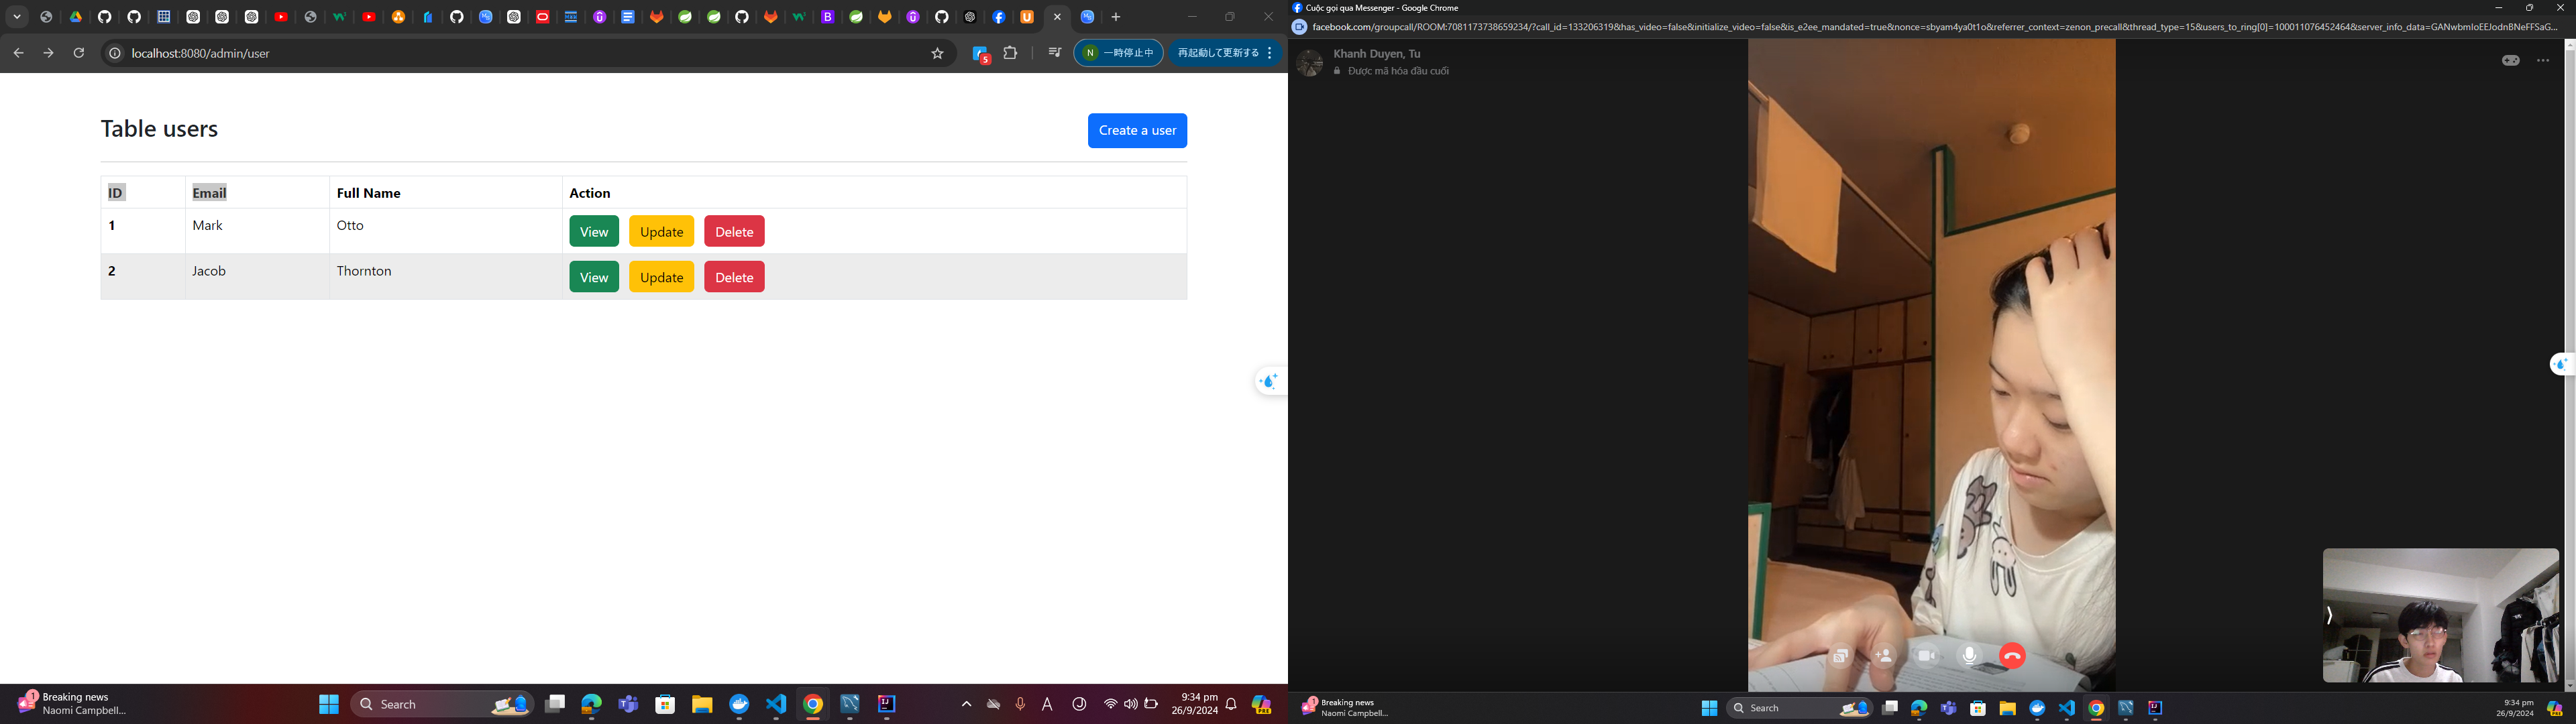 5
N 一時停止中
再起動して更新する
localhost:8080/admin/user
Table users
Create a user
ID Email Full Name Action
1 Mark Otto View Update Delete
2 Jacob Thornton View Update Delete
1
Breaking news
Naomi Campbell...
Search
A
9:34 pm
26/9/2024
Cuộc gọi qua Messenger - Google Chrome
facebook.com/groupcall/ROOM:7081173738659234/?call_id=133206319&has_video=false&initialize_video=false&is_e2ee_mandated=true&nonce=sbyam4ya0t1o&referrer_context=zenon_precall&thread_type=15&users_to_ring[0]=100011076452464&server_info_data=GANwbmloEEJodnBNeFFSaG...
Khanh Duyen, Tu
Được mã hóa đầu cuối
Breaking news
Naomi Campbell...
Search
9:34 pm
26/9/2024